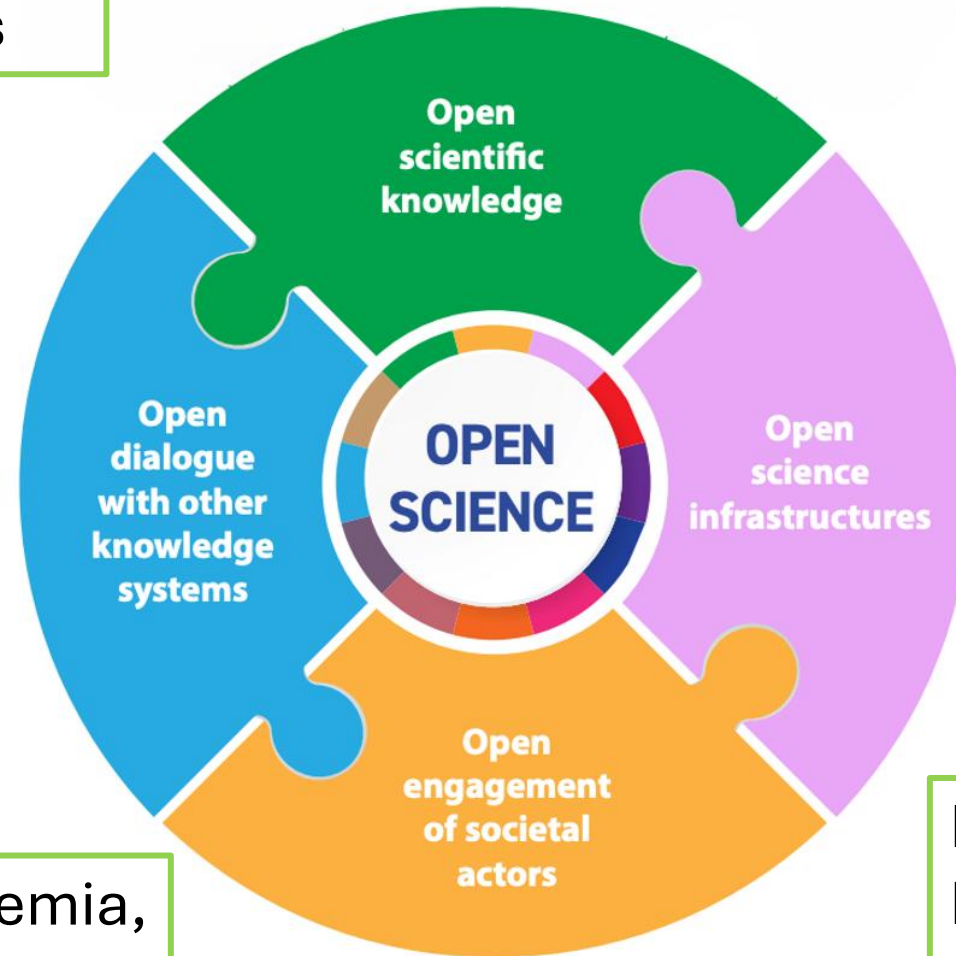 Open
scientific
knowledge
Open
dialogue
with other
knowledge
systems
OPEN
SCIENCE
Open
science
infrastructures
Open
engagement
of societal
actors